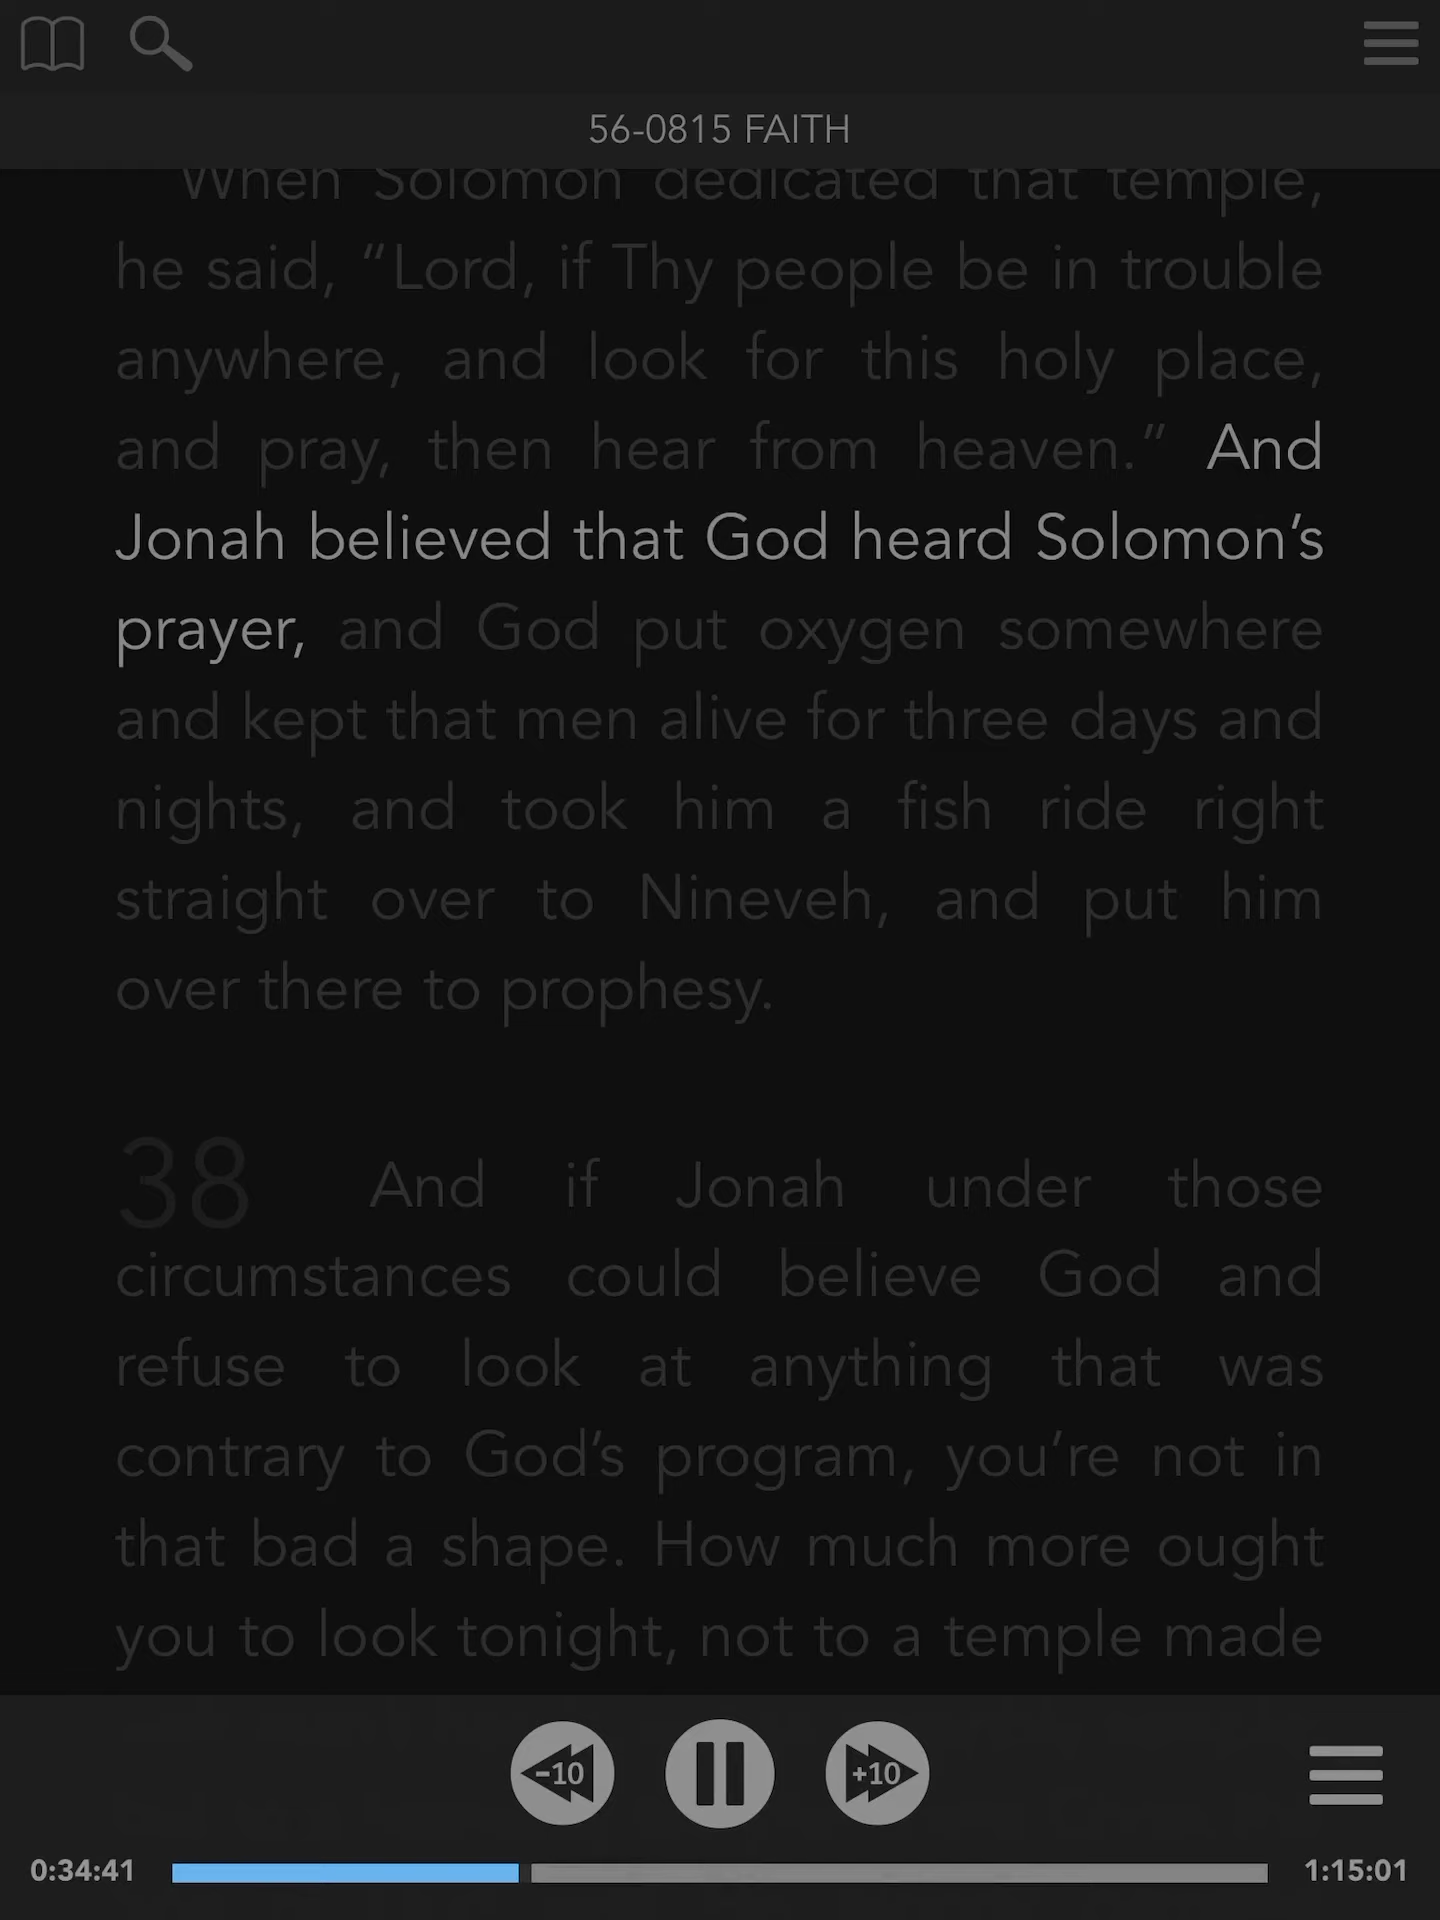 56-0815 FAITH
When Solomon dedicated that temple,
he said, “Lord, if Thy people be in trouble
anywhere, and look for this holy place,
and pray, then hear from heaven.” And
Jonah believed that God heard Solomon’s
prayer, and God put oxygen somewhere
and kept that men alive for three days and
nights, and took him a fish ride right
straight over to Nineveh, and put him
over there to prophesy.
38 And if Jonah under those
circumstances could believe God and
refuse to look at anything that was
contrary to God’s program, you’re not in
that bad a shape. How much more ought
you to look tonight, not to a temple made
-10 +10
0:34:41 1:15:01